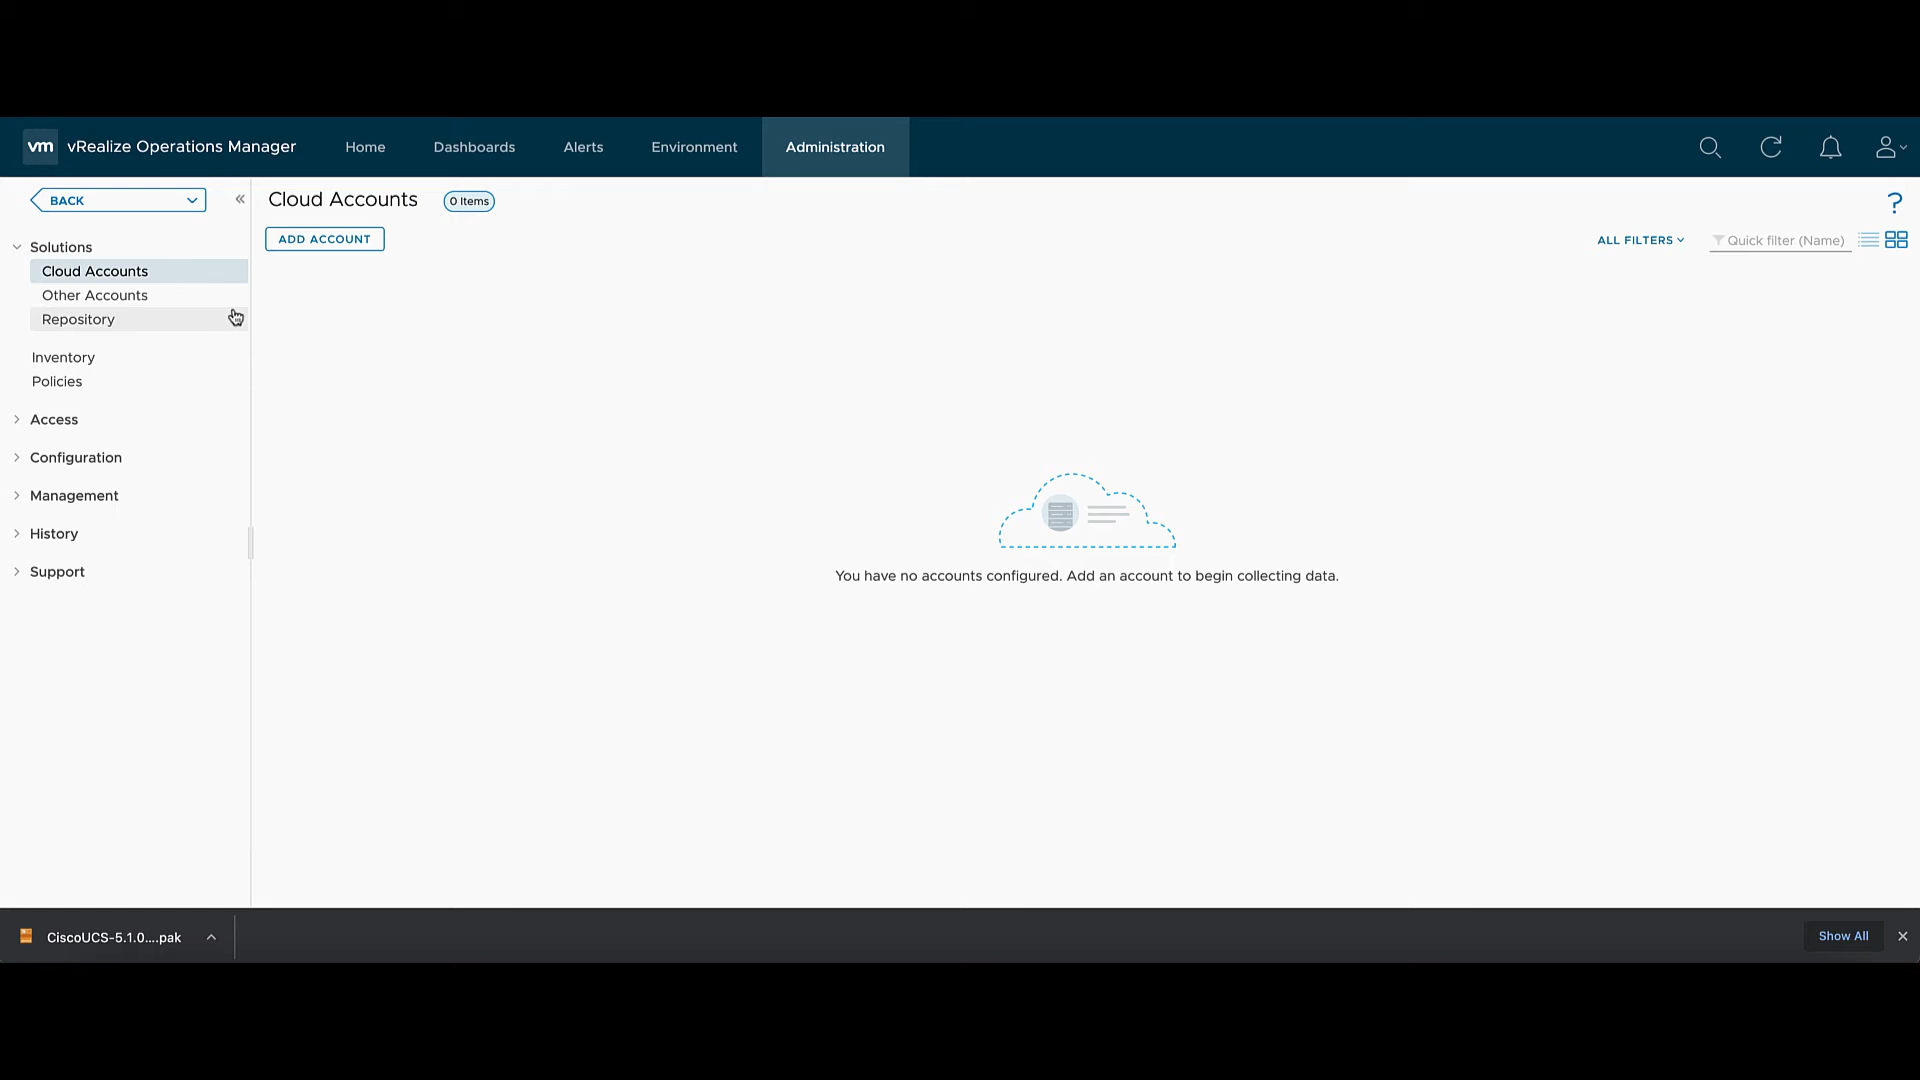 vm vRealize Operations Manager Home Dashboards Alerts Environment Administration
BACK
Cloud Accounts 0 Items ?
ADD ACCOUNT ALL FILTERS Quick filter (Name)
Solutions
Cloud Accounts
Other Accounts
Repository
Inventory
Policies
Access
Configuration
Management
History
Support
You have no accounts configured. Add an account to begin collecting data.
CiscoUCS-5.1.0....pak Show All